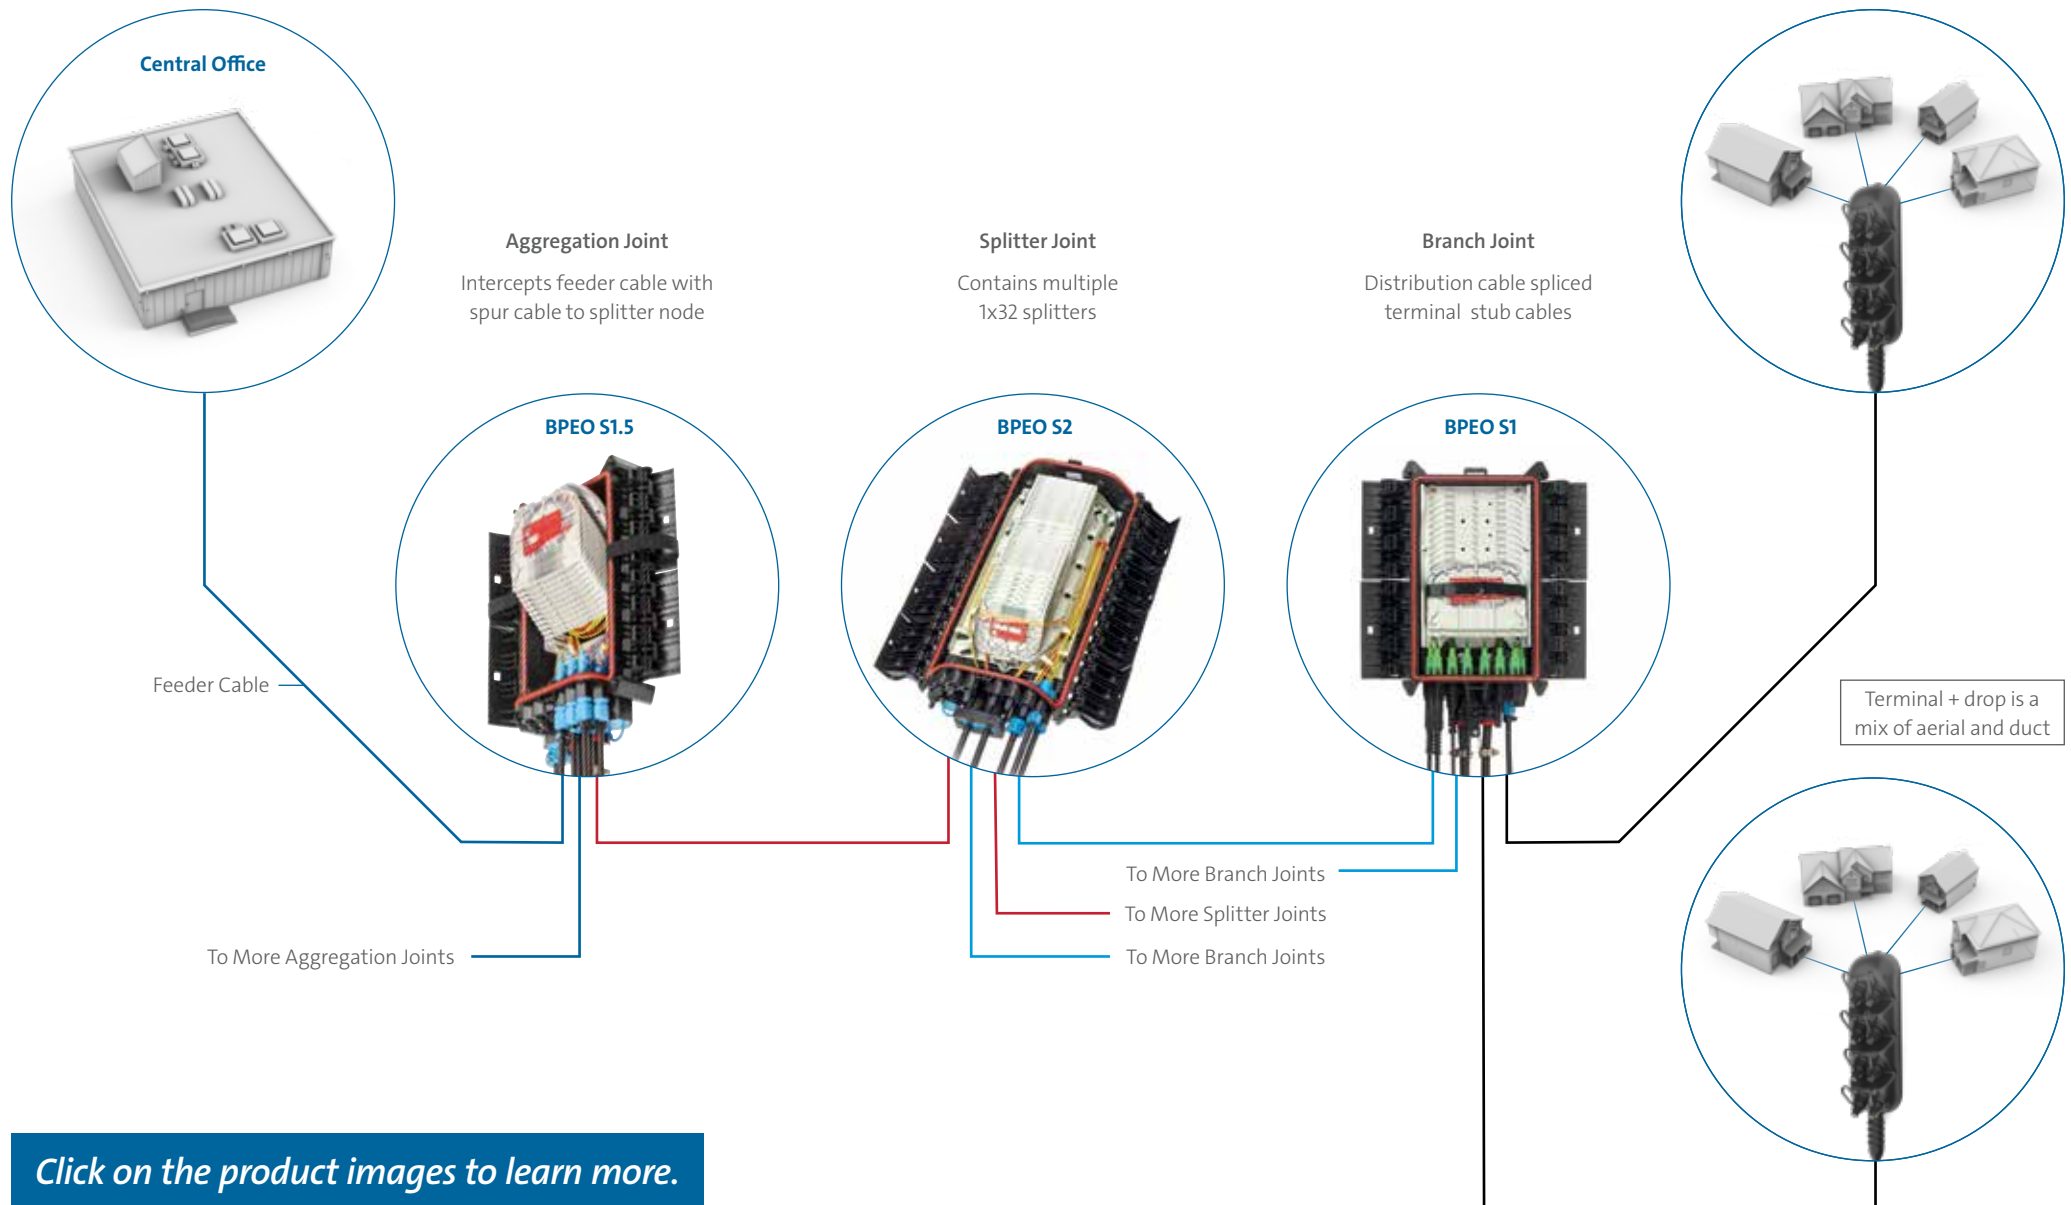 Central Office
Aggregation Joint
Intercepts feeder cable with
spur cable to splitter node
Splitter Joint
Contains multiple
1x32 splitters
Branch Joint
Distribution cable spliced
terminal stub cables
BPEO S1.5
BPEO S2
BPEO S1
Feeder Cable
Terminal + drop is a
mix of aerial and duct
To More Branch Joints
To More Splitter Joints
To More Branch Joints
To More Aggregation Joints
Click on the product images to learn more.